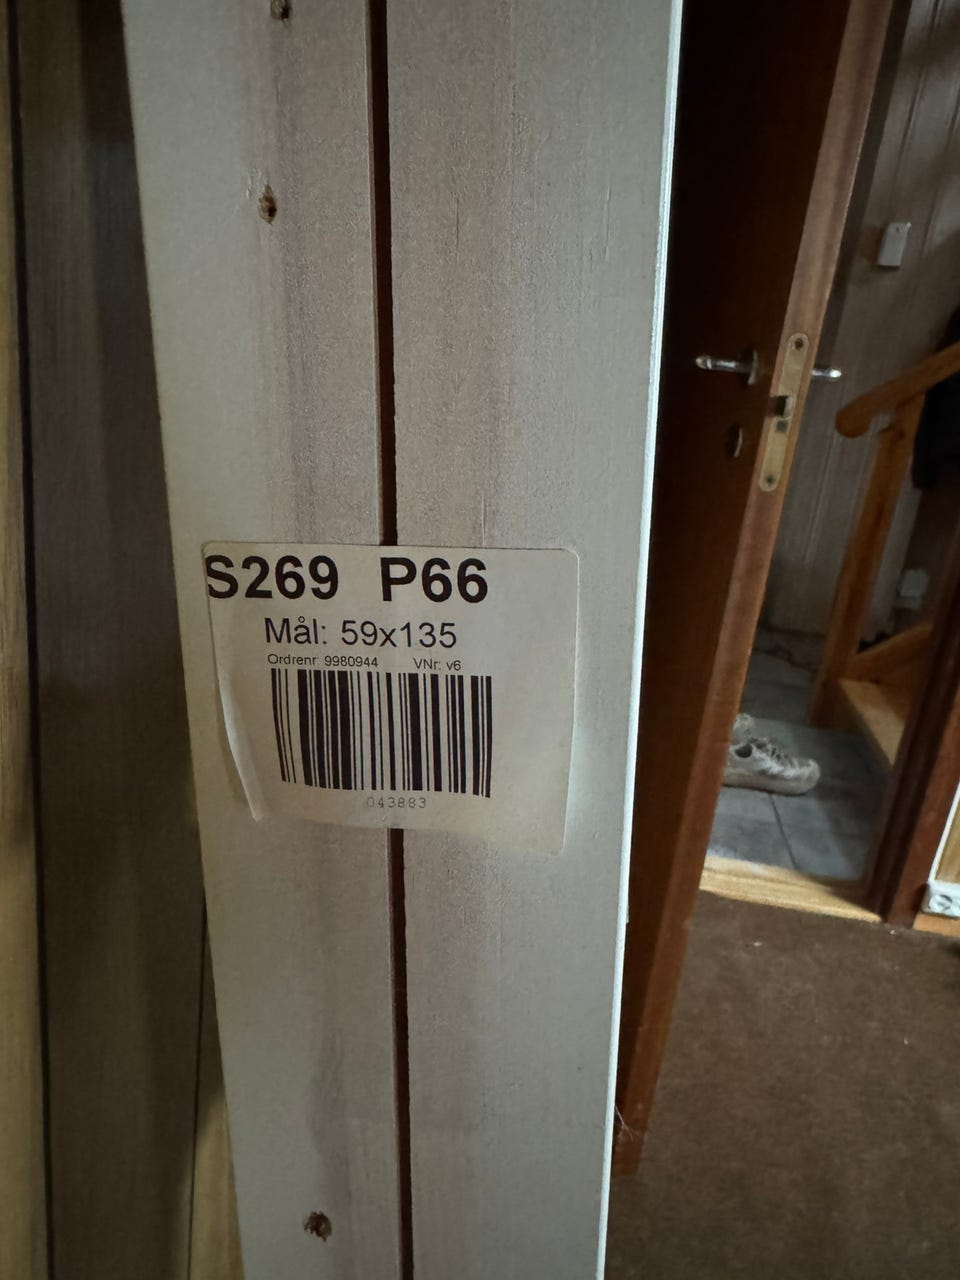 S269 P66
Mål: 59x135
Ordrenr: 9980944 VNr: v6
043883